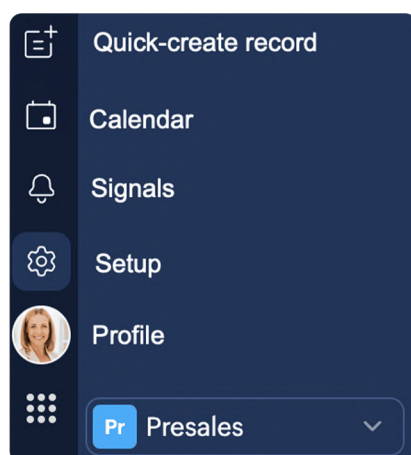 Quick-create record
Calendar
Signals
Setup
Profile
Pr Presales